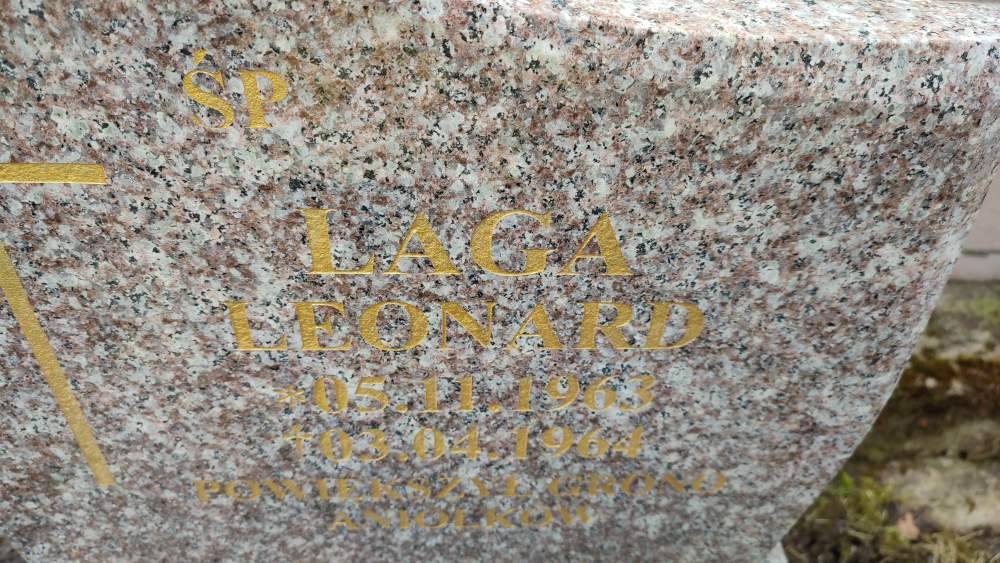 ŚP
LAGA
LEONARD
*05.11.1963
†03.04.1964
POWIĘKSZYŁ GRONO
ANIOŁKÓW